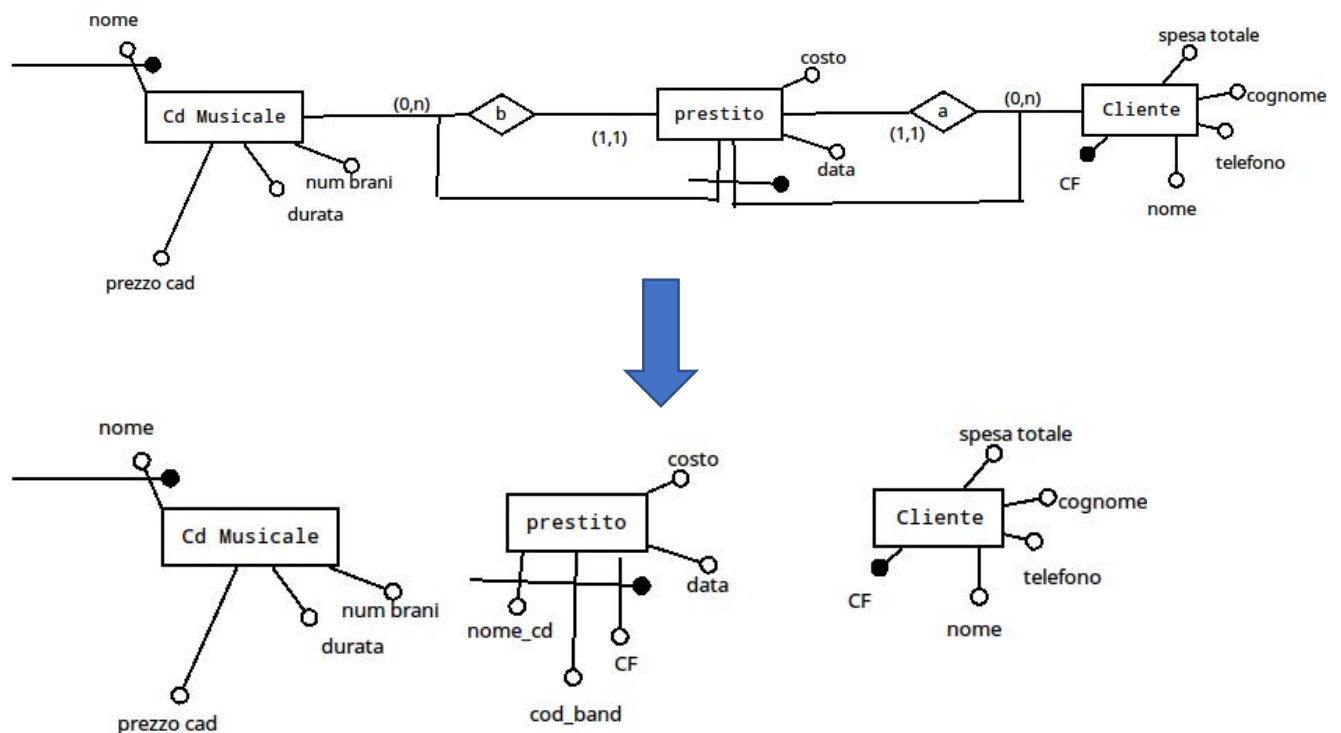 nome
spesa totale
costo
cognome
Cd Musicale
(0,n)
b
(1,1)
prestito
(1,1)
a
(0,n)
Cliente
telefono
data
num brani
CF
durata
nome
prezzo cad
nome
spesa totale
costo
cognome
Cd Musicale
prestito
Cliente
telefono
data
num brani
nome_cd
CF
CF
durata
nome
cod_band
prezzo cad